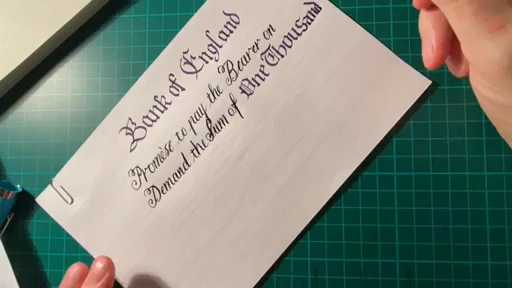 Bank of England
Promise to pay the Bearer on
Demand the Sum of One Thousand